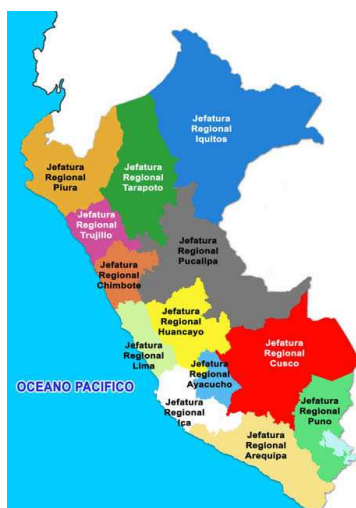 Jefatura
Regional
Iquitos
Jefatura
Regional
Piura
Jefatura
Regional
Tarapoto
Jefatura
Regional
Trujillo
Jefatura
Regional
Pucallpa
Jefatura
Regional
Chimbote
Jefatura
Regional
Huancayo
Jefatura
Regional
Lima
Jefatura
Regional
Cusco
Jefatura
Regional
Ayacucho
OCEANO PACIFICO
Jefatura
Regional
Ica
Jefatura
Regional
Puno
Jefatura
Regional
Arequipa